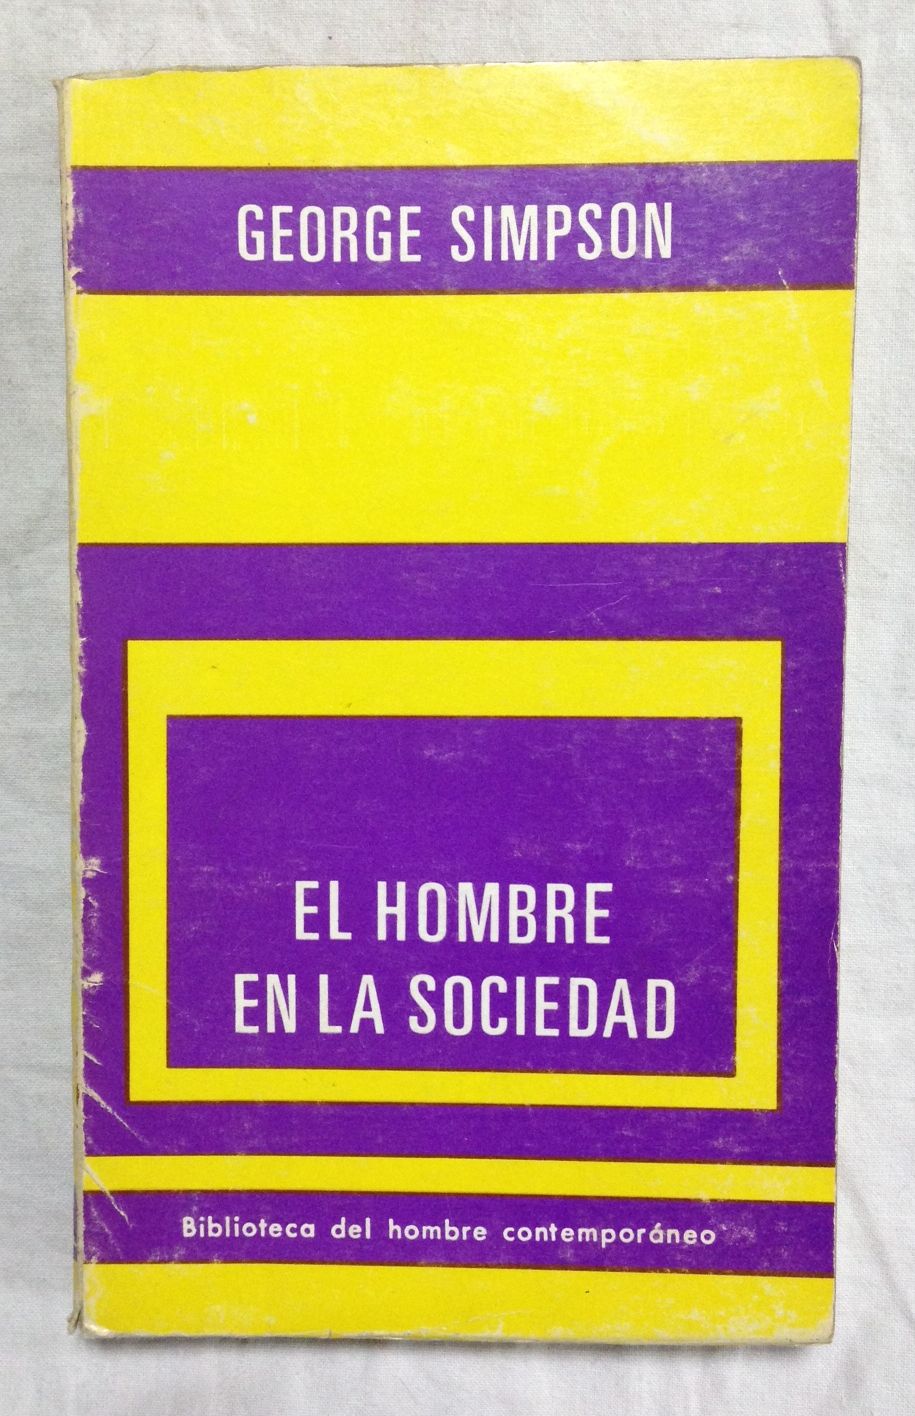 GEORGE SIMPSON
EL HOMBRE
EN LA SOCIEDAD
Biblioteca del hombre contemporáneo